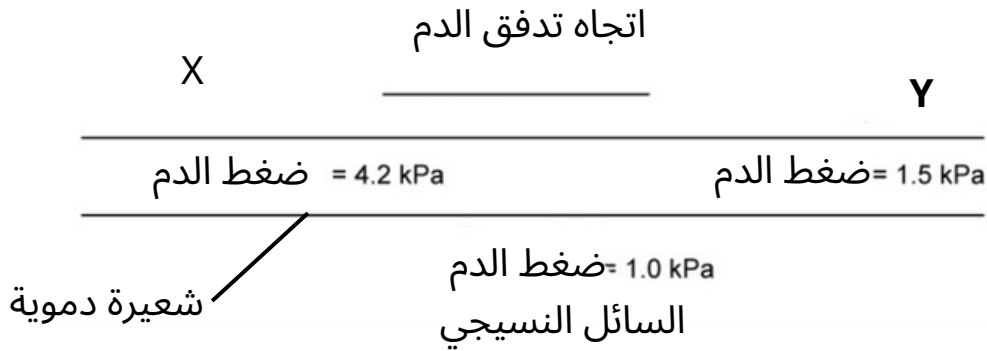 اتجاه تدفق الدم
X
Y
ضغط الدم = 4.2 kPa
ضغط الدم = 1.5 kPa
ضغط الدم = 1.0 kPa
السائل النسيجي
شعيرة دموية